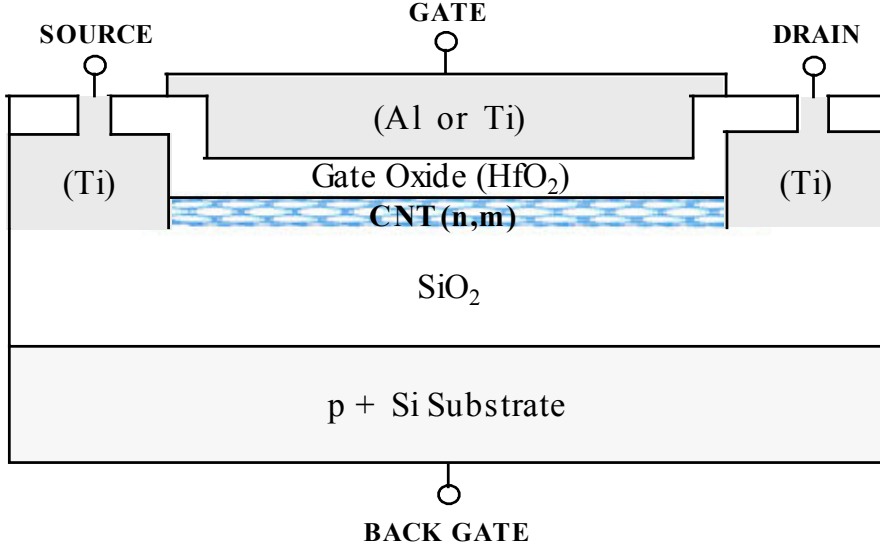 GATE
SOURCE
DRAIN
(Al or Ti)
(Ti)
Gate Oxide (HfO₂)
(Ti)
CNT(n,m)
SiO₂
p + Si Substrate
BACK GATE